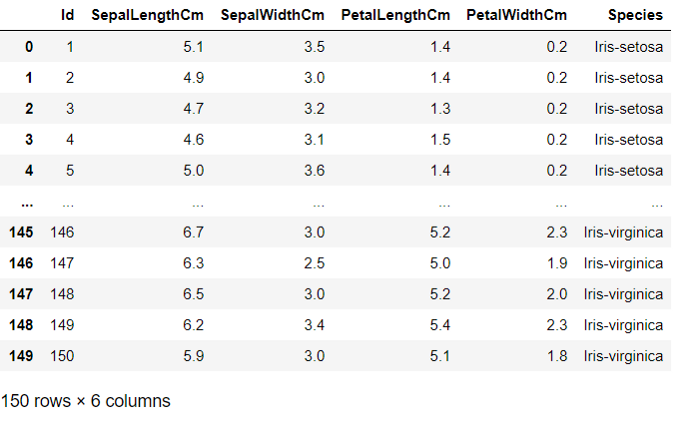 Id SepalLengthCm SepalWidthCm PetalLengthCm PetalWidthCm Species
0 1 5.1 3.5 1.4 0.2 Iris-setosa
1 2 4.9 3.0 1.4 0.2 Iris-setosa
2 3 4.7 3.2 1.3 0.2 Iris-setosa
3 4 4.6 3.1 1.5 0.2 Iris-setosa
4 5 5.0 3.6 1.4 0.2 Iris-setosa
... ... ... ... ... ... ...
145 146 6.7 3.0 5.2 2.3 Iris-virginica
146 147 6.3 2.5 5.0 1.9 Iris-virginica
147 148 6.5 3.0 5.2 2.0 Iris-virginica
148 149 6.2 3.4 5.4 2.3 Iris-virginica
149 150 5.9 3.0 5.1 1.8 Iris-virginica
150 rows × 6 columns